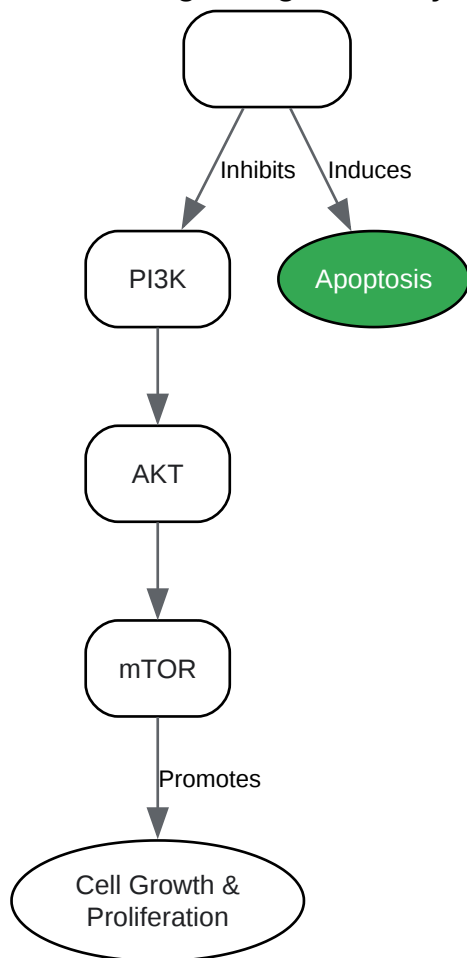 Inhibits
Induces
PI3K
Apoptosis
AKT
mTOR
Promotes
Cell Growth &
Proliferation